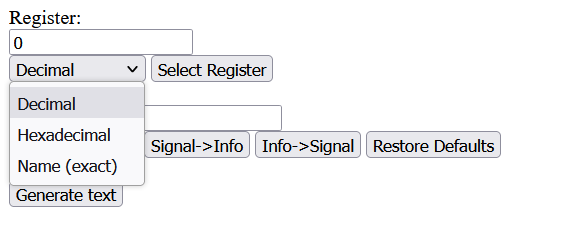 Register:
0
Decimal Select Register
Decimal
Hexadecimal
Name (exact)
Signal->Info Info->Signal Restore Defaults
Generate text